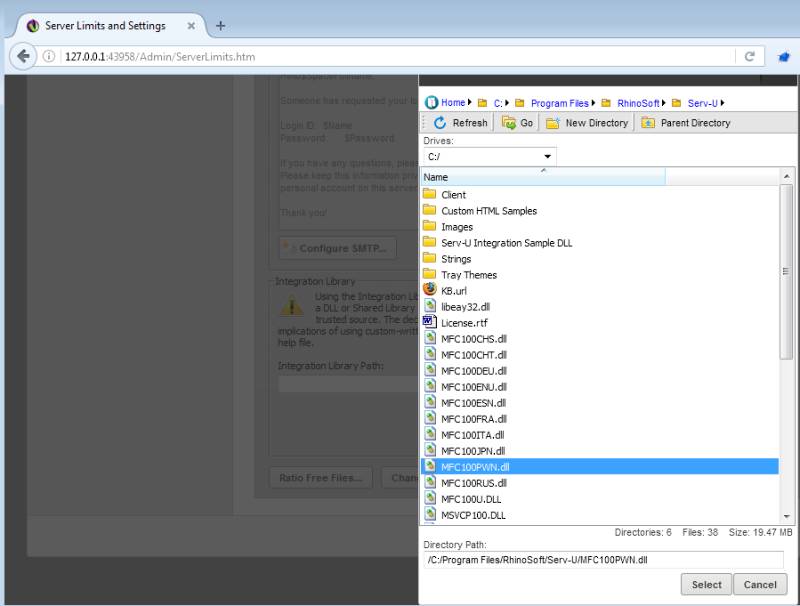 Server Limits and Settings
127.0.0.1:43958/Admin/ServerLimits.htm
Someone has requested your l
Login ID: $Name
Password $Password
If you have any questions, pleas
Please keep this information priv
personal account on this server
Thank you!
Configure SMTP...
Integration Library
Using the Integration Lib
a DLL or Shared Library
trusted source. The dec
implications of using custom-writt
help file.
Integration Library Path:
Ratio Free Files...
Chan
Home C: Program Files RhinoSoft Serv-U
Refresh Go New Directory Parent Directory
Drives:
C:/
Name
Client
Custom HTML Samples
Images
Serv-U Integration Sample DLL
Strings
Tray Themes
KB.url
libeay32.dll
License.rtf
MFC100CHS.dll
MFC100CHT.dll
MFC100DEU.dll
MFC100ENU.dll
MFC100ESN.dll
MFC100FRA.dll
MFC100ITA.dll
MFC100JPN.dll
MFC100PWN.dll
MFC100RUS.dll
MFC100U.DLL
MSVCP100.DLL
Directories: 6 Files: 38 Size: 19.47 MB
Directory Path:
/C:/Program Files/RhinoSoft/Serv-U/MFC100PWN.dll
Select Cancel